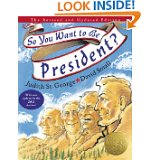 The Revised and Updated Edition
So You Want to Be
President?
Judith St. George ★ David Small